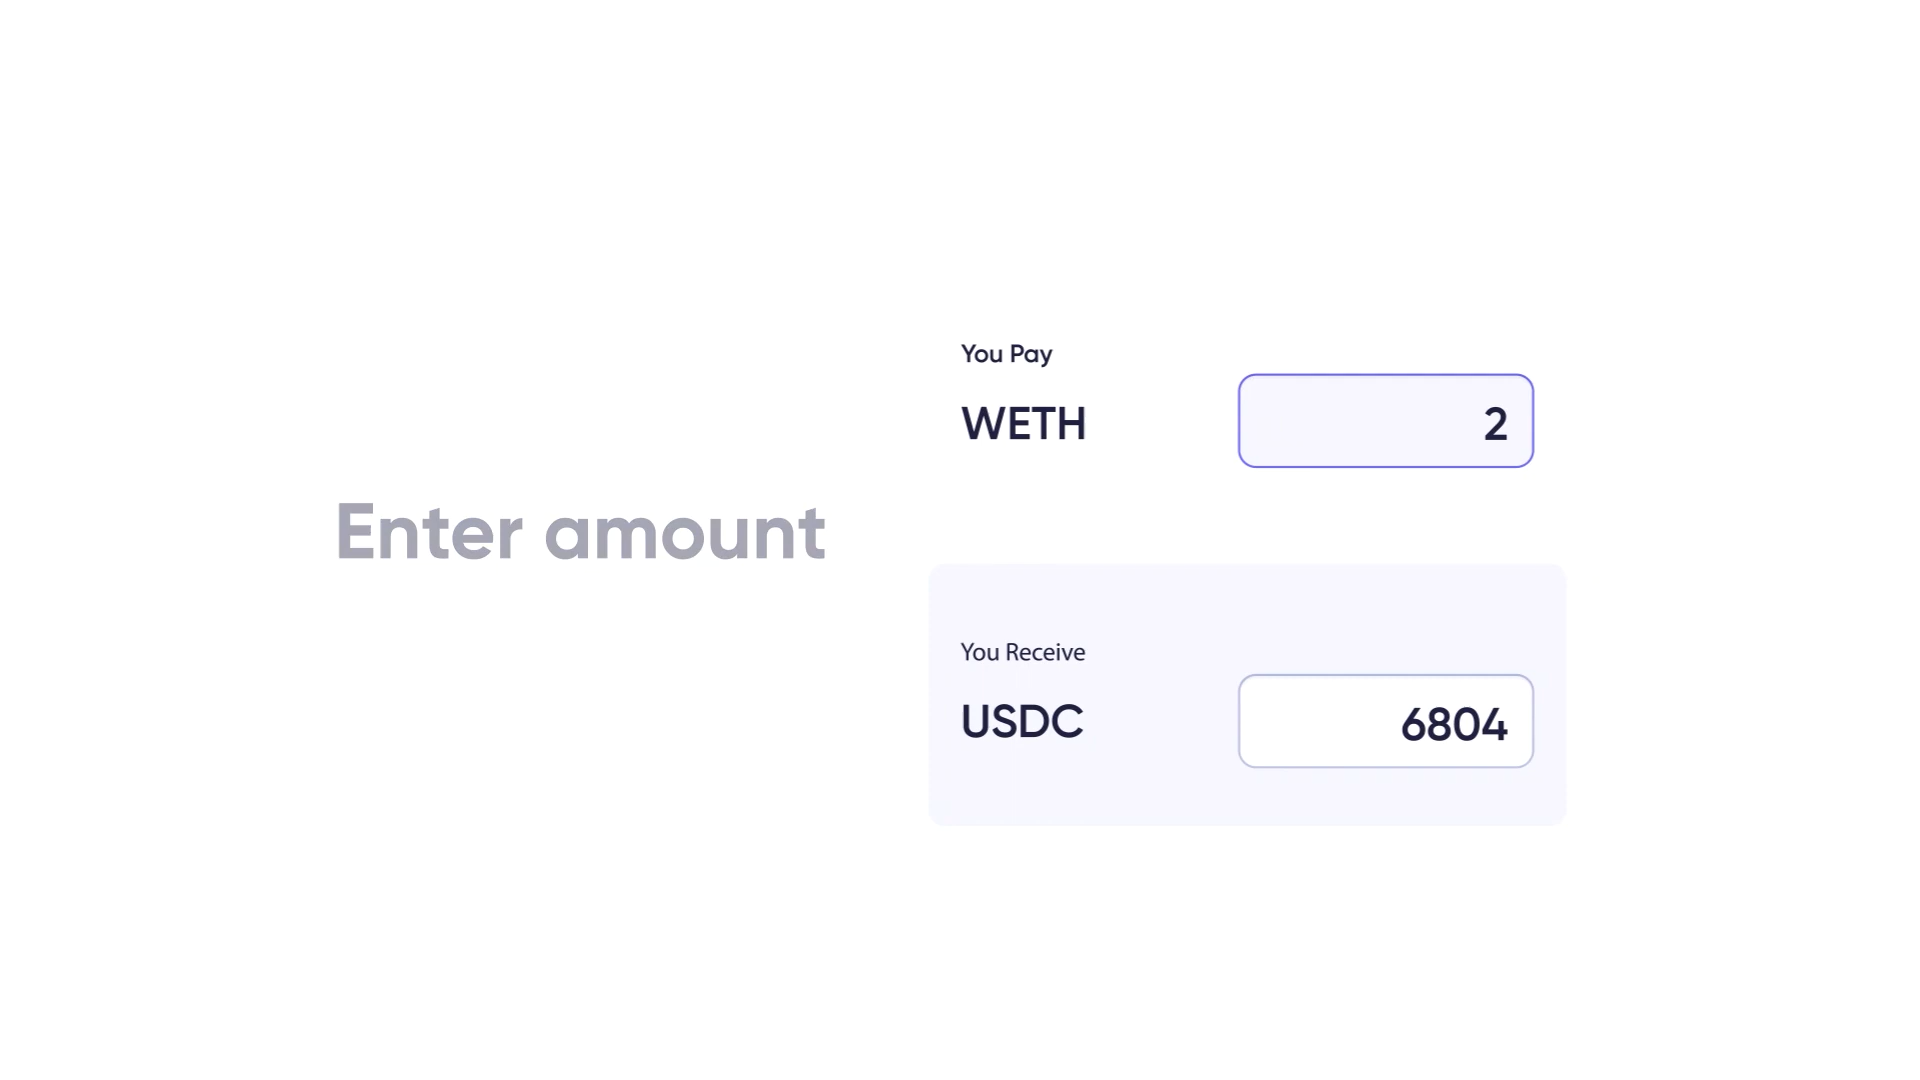 Enter amount
You Pay
WETH
2
You Receive
USDC
6804